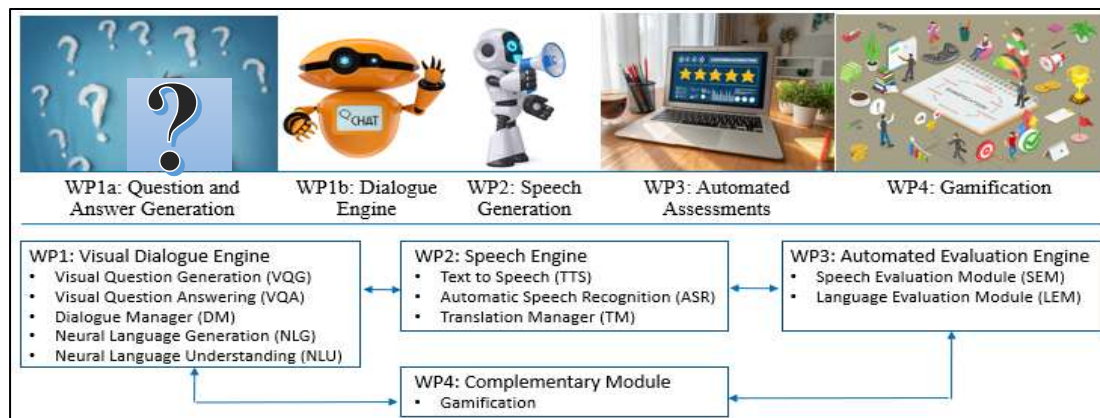 CHAT
WP1a: Question and
Answer Generation
WP1b: Dialogue
Engine
WP2: Speech
Generation
WP3: Automated
Assessments
WP4: Gamification
WP1: Visual Dialogue Engine
• Visual Question Generation (VQG)
• Visual Question Answering (VQA)
• Dialogue Manager (DM)
• Neural Language Generation (NLG)
• Neural Language Understanding (NLU)
WP2: Speech Engine
• Text to Speech (TTS)
• Automatic Speech Recognition (ASR)
• Translation Manager (TM)
WP3: Automated Evaluation Engine
• Speech Evaluation Module (SEM)
• Language Evaluation Module (LEM)
WP4: Complementary Module
• Gamification